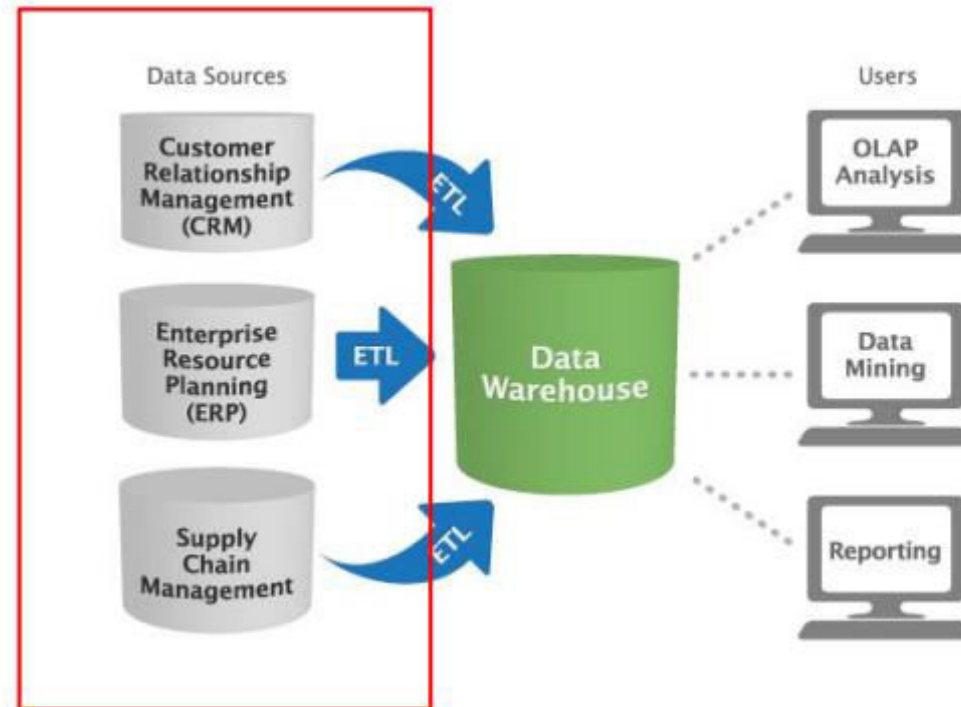 Data Sources
Users
Customer
Relationship
Management
(CRM)
ETL
Enterprise
Resource
Planning
(ERP)
ETL
Supply
Chain
Management
ETL
Data
Warehouse
OLAP
Analysis
Data
Mining
Reporting